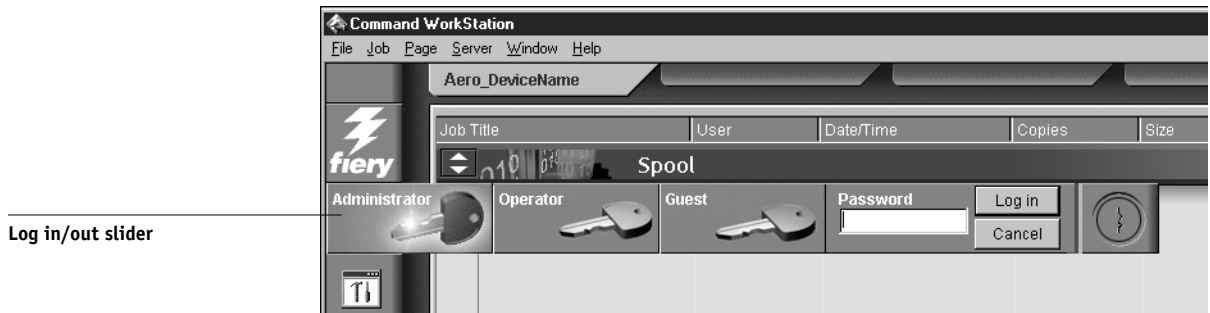 Command WorkStation
File Job Page Server Window Help
Aero_DeviceName
fiery
Job Title User Date/Time Copies Size
Spool
Administrator Operator Guest Password Log in
Cancel
Log in/out slider